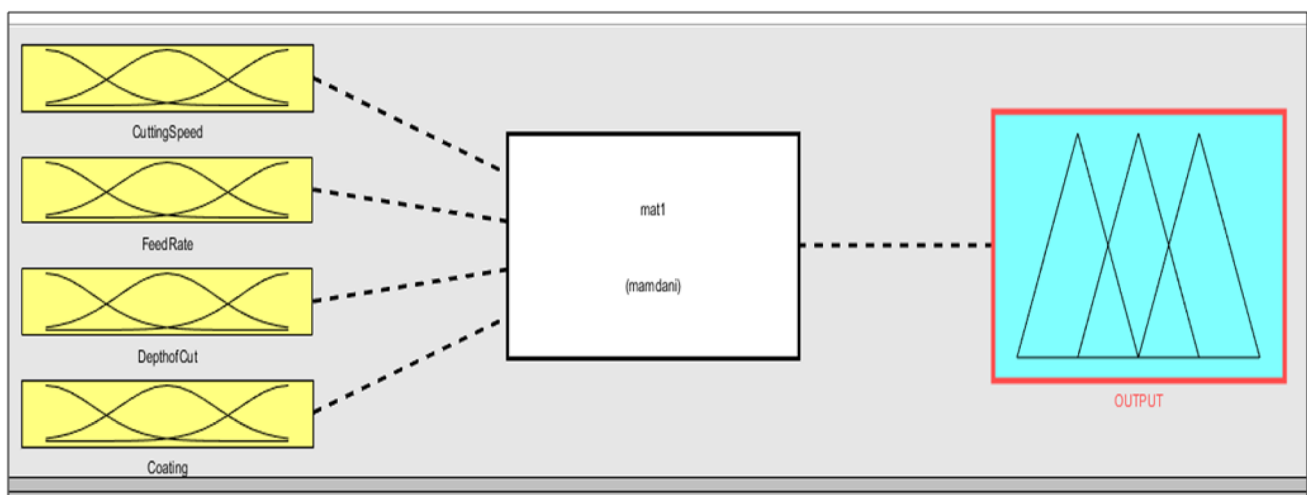 CuttingSpeed
FeedRate
DepthofCut
Coating
mat1
(mamdani)
OUTPUT